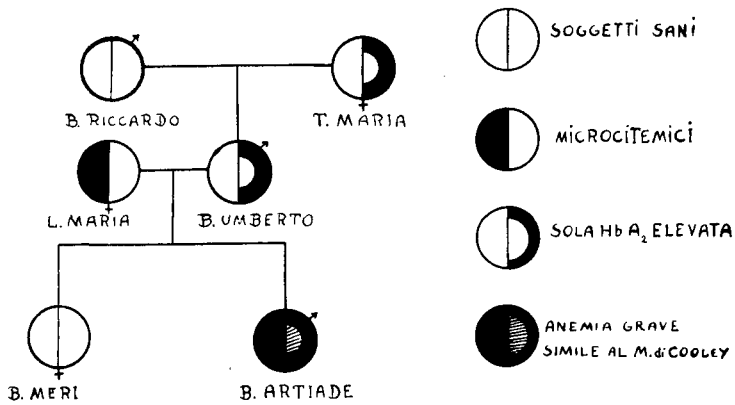 B. RICCARDO
T. MARIA
L. MARIA
B. UMBERTO
B. MERI
B. ARTIADE
SOGGETTI SANI
MICROCITEMICI
SOLA Hb A₂ ELEVATA
ANEMIA GRAVE
SIMILE AL M. di COOLEY